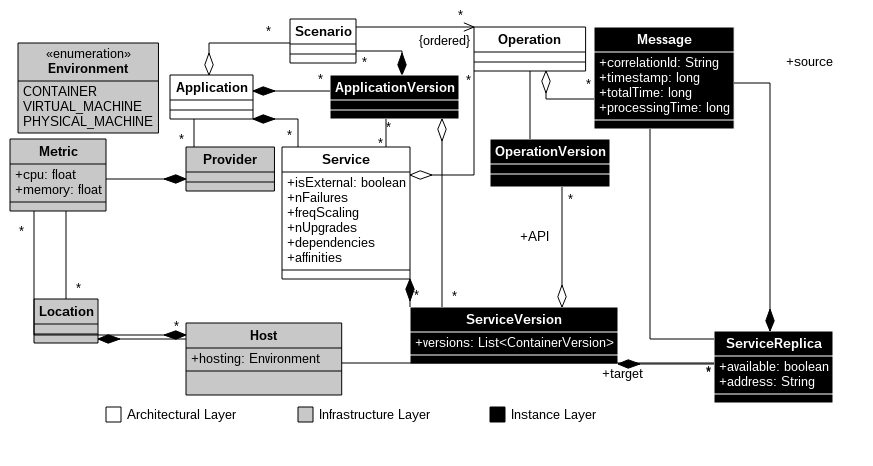 *
Scenario
*
{ordered}
Operation
Message
+correlationId: String
+timestamp: long
+totalTime: long
+processingTime: long
+source
«enumeration»
Environment
CONTAINER
VIRTUAL_MACHINE
PHYSICAL_MACHINE
*
Application
*
ApplicationVersion
*
*
*
*
*
*
Metric
+cpu: float
+memory: float
Provider
Service
+isExternal: boolean
+nFailures
+freqScaling
+nUpgrades
+dependencies
+affinities
OperationVersion
*
+API
*
*
*
*
Location
*
Host
+hosting: Environment
ServiceVersion
+versions: List<ContainerVersion>
+target
*
ServiceReplica
+available: boolean
+address: String
Architectural Layer
Infrastructure Layer
Instance Layer